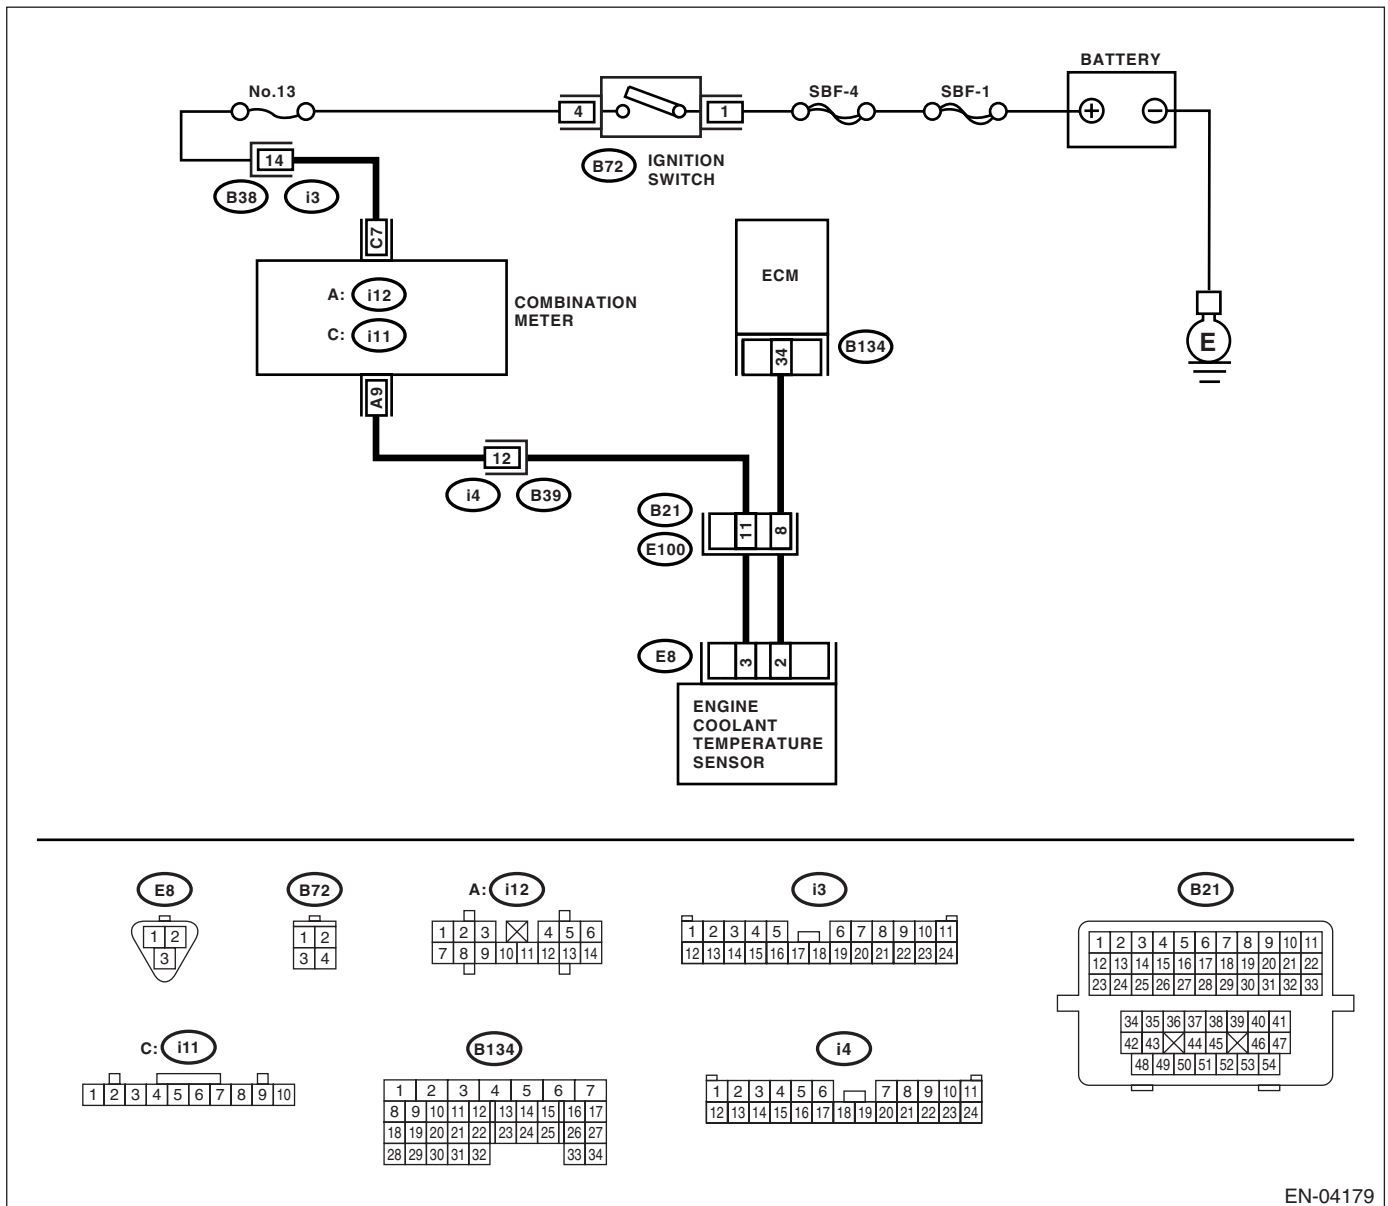 BATTERY
No.13
SBF-4
SBF-1
4
1
B72
IGNITION
SWITCH
14
B38
i3
C7
ECM
A: i12
C: i11
COMBINATION
METER
34
B134
E
A9
12
i4
B39
B21
E100
11
8
E8
3
2
ENGINE
COOLANT
TEMPERATURE
SENSOR
E8
1 2
3
B72
1 2
3 4
A: i12
1 2 3 4 5 6
7 8 9 10 11 12 13 14
i3
1 2 3 4 5 6 7 8 9 10 11
12 13 14 15 16 17 18 19 20 21 22 23 24
B21
1 2 3 4 5 6 7 8 9 10 11
12 13 14 15 16 17 18 19 20 21 22
23 24 25 26 27 28 29 30 31 32 33
34 35 36 37 38 39 40 41
42 43 44 45 46 47
48 49 50 51 52 53 54
C: i11
1 2 3 4 5 6 7 8 9 10
B134
1 2 3 4 5 6 7
8 9 10 11 12 13 14 15 16 17
18 19 20 21 22 23 24 25 26 27
28 29 30 31 32 33 34
i4
1 2 3 4 5 6 7 8 9 10 11
12 13 14 15 16 17 18 19 20 21 22 23 24
EN-04179